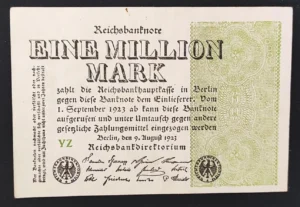 Reichsbanknote
EINE MILLION
MARK
zahlt die Reichsbankhauptkasse in Berlin
gegen diese Banknote dem Einlieferer. Vom
1. September 1923 ab kann diese Banknote
aufgerufen und unter Umtausch gegen andere
gesetzliche Zahlungsmittel eingezogen werden
Berlin, den 9. August 1923
YZ
Reichsbankdirektorium